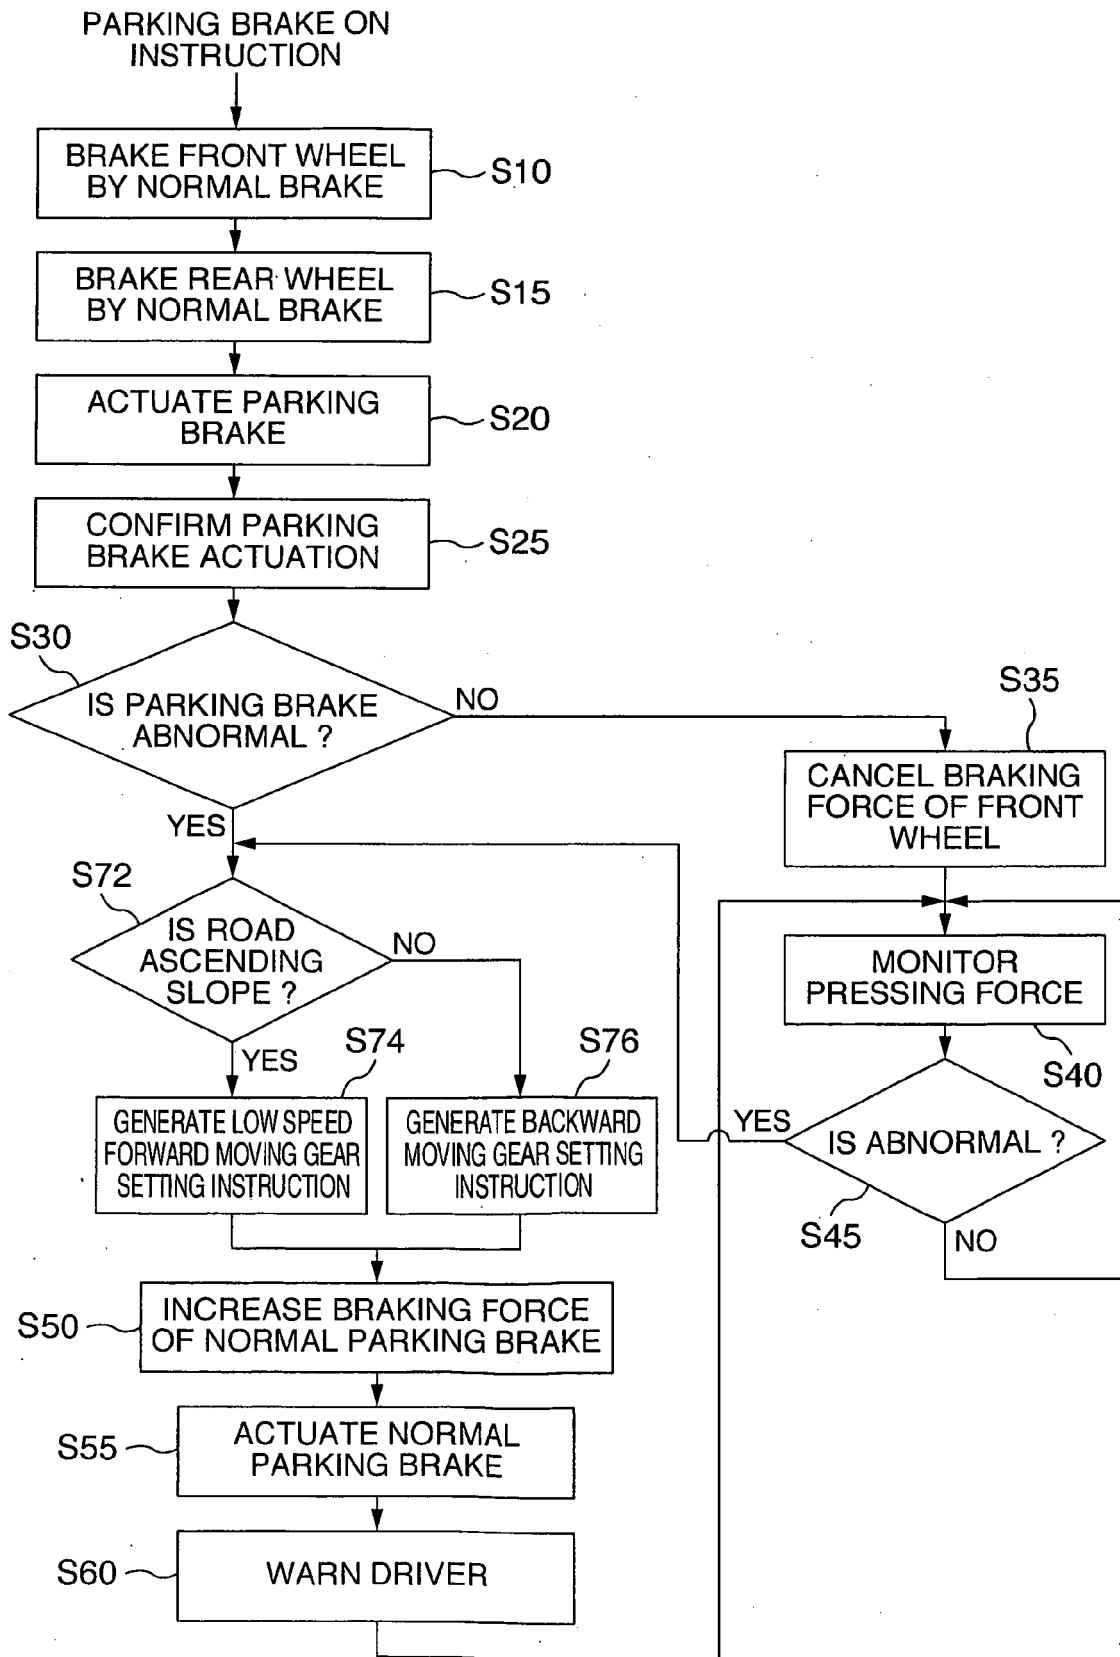 PARKING BRAKE ON
INSTRUCTION
BRAKE FRONT WHEEL
BY NORMAL BRAKE
S10
BRAKE REAR WHEEL
BY NORMAL BRAKE
S15
ACTUATE PARKING
BRAKE
S20
CONFIRM PARKING
BRAKE ACTUATION
S25
S30
IS PARKING BRAKE
ABNORMAL ?
NO
YES
S35
CANCEL BRAKING
FORCE OF FRONT
WHEEL
S72
IS ROAD
ASCENDING
SLOPE ?
NO
YES
MONITOR
PRESSING FORCE
S40
S74
GENERATE LOW SPEED
FORWARD MOVING GEAR
SETTING INSTRUCTION
S76
GENERATE BACKWARD
MOVING GEAR SETTING
INSTRUCTION
YES
IS ABNORMAL ?
S45
NO
S50
INCREASE BRAKING FORCE
OF NORMAL PARKING BRAKE
S55
ACTUATE NORMAL
PARKING BRAKE
S60
WARN DRIVER